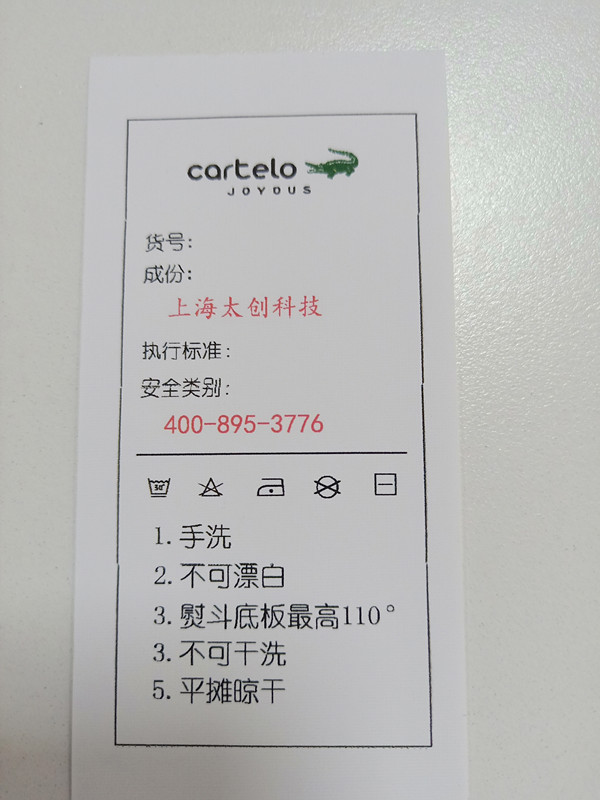 cartelo
JOYOUS
货号:
成份:
上海太创科技
执行标准:
安全类别:
400-895-3776
30°
1. 手洗
2. 不可漂白
3. 熨斗底板最高110°
3. 不可干洗
5. 平摊晾干